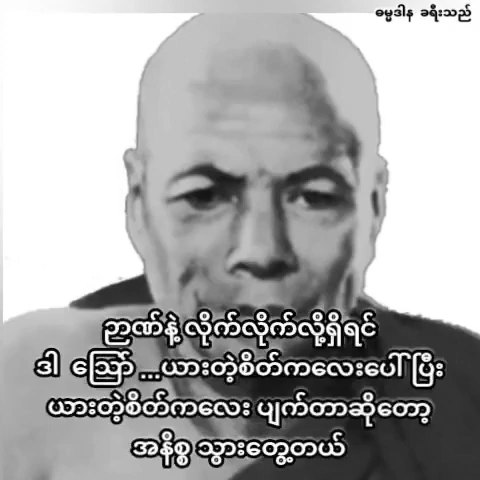 ဓမ္မဒါန ခရီးသည်
ဉာဏ်နဲ့ လိုက်လိုက်လို့ရှိရင်
ဒါ ဪ ...ယားတဲ့စိတ်ကလေးပေါ်ပြီး
ယားတဲ့စိတ်ကလေး ပျက်တာဆိုတော့
အနိစ္စ သွားတွေ့တယ်